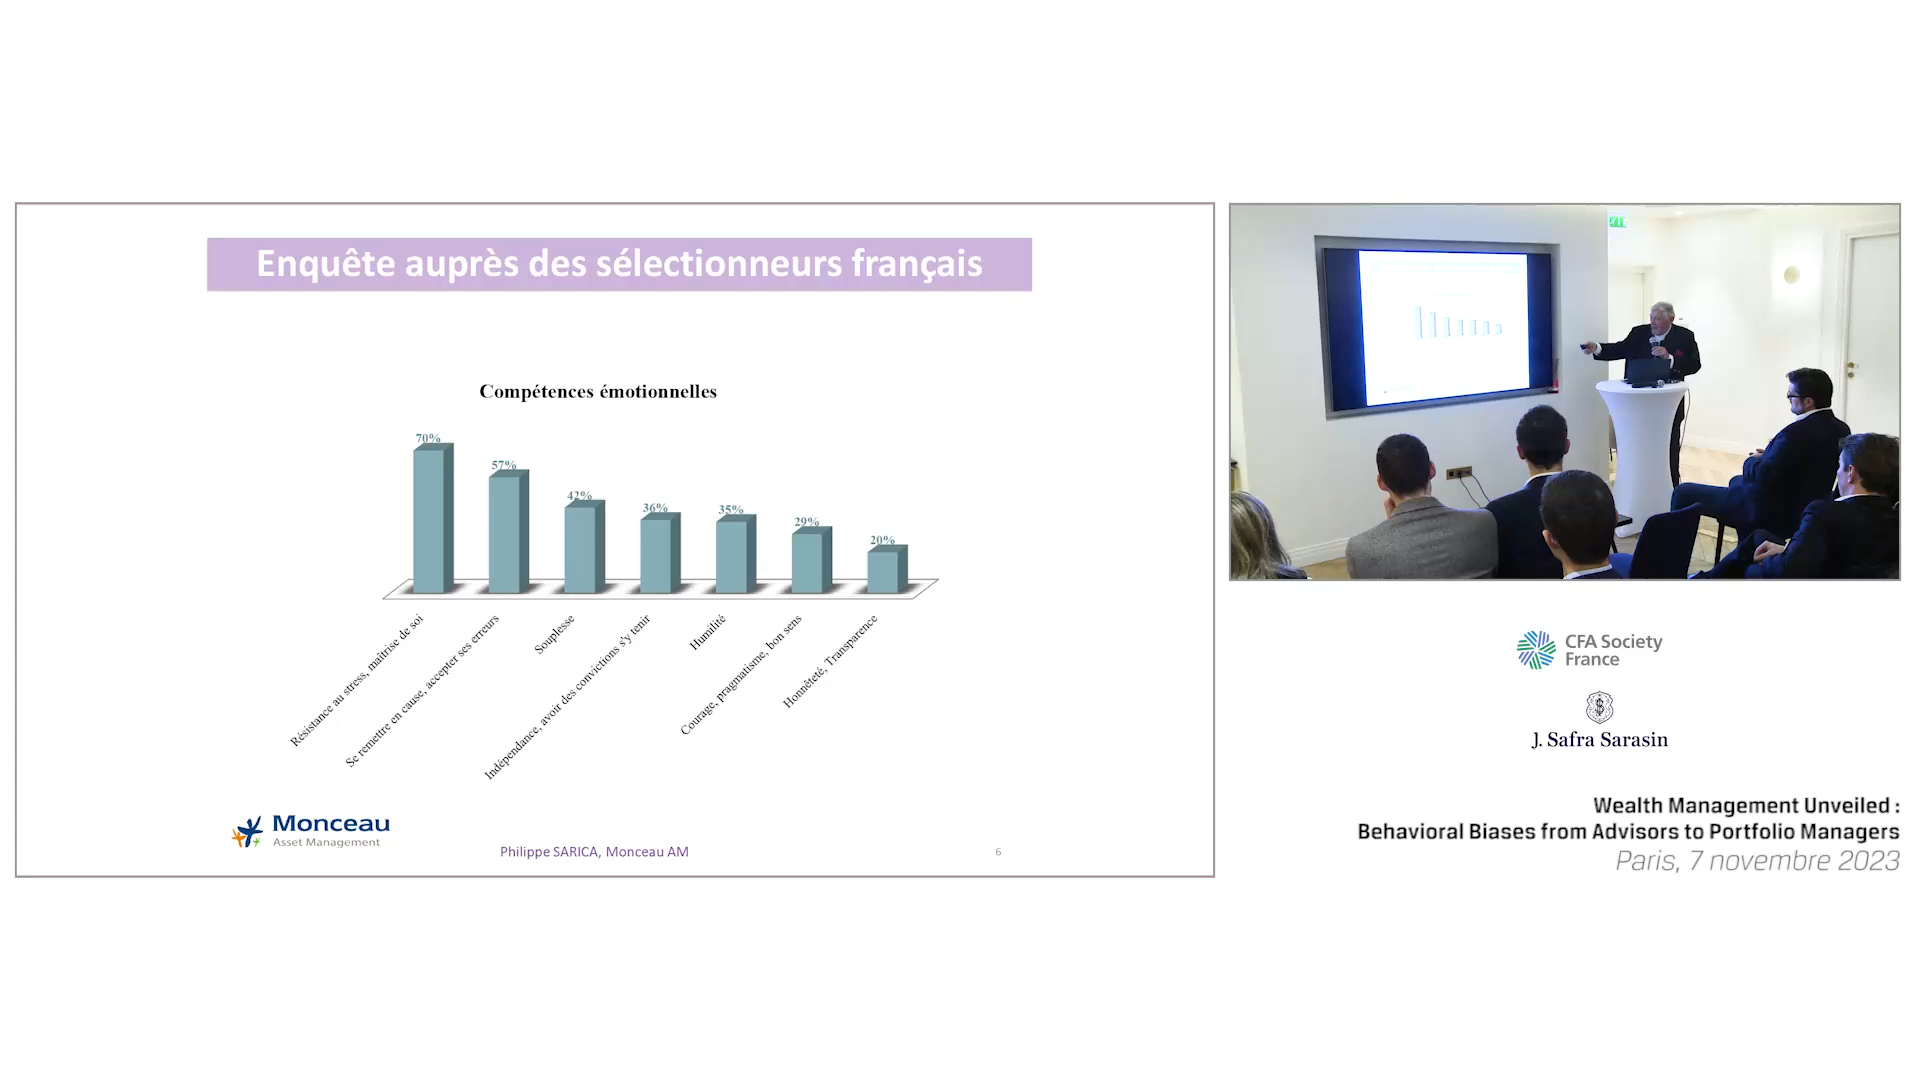 Enquête auprès des sélectionneurs français
Compétences émotionnelles
70%
57%
42%
36%
35%
29%
20%
Résistance au stress, maîtrise de soi
Se remettre en cause, accepter ses erreurs
Souplesse
Indépendance, avoir des convictions s'y tenir
Humilité
Courage, pragmatisme, bon sens
Honnêteté, Transparence
Monceau
Asset Management
Philippe SARICA, Monceau AM
6
CFA Society
France
J. Safra Sarasin
Wealth Management Unveiled :
Behavioral Biases from Advisors to Portfolio Managers
Paris, 7 novembre 2023